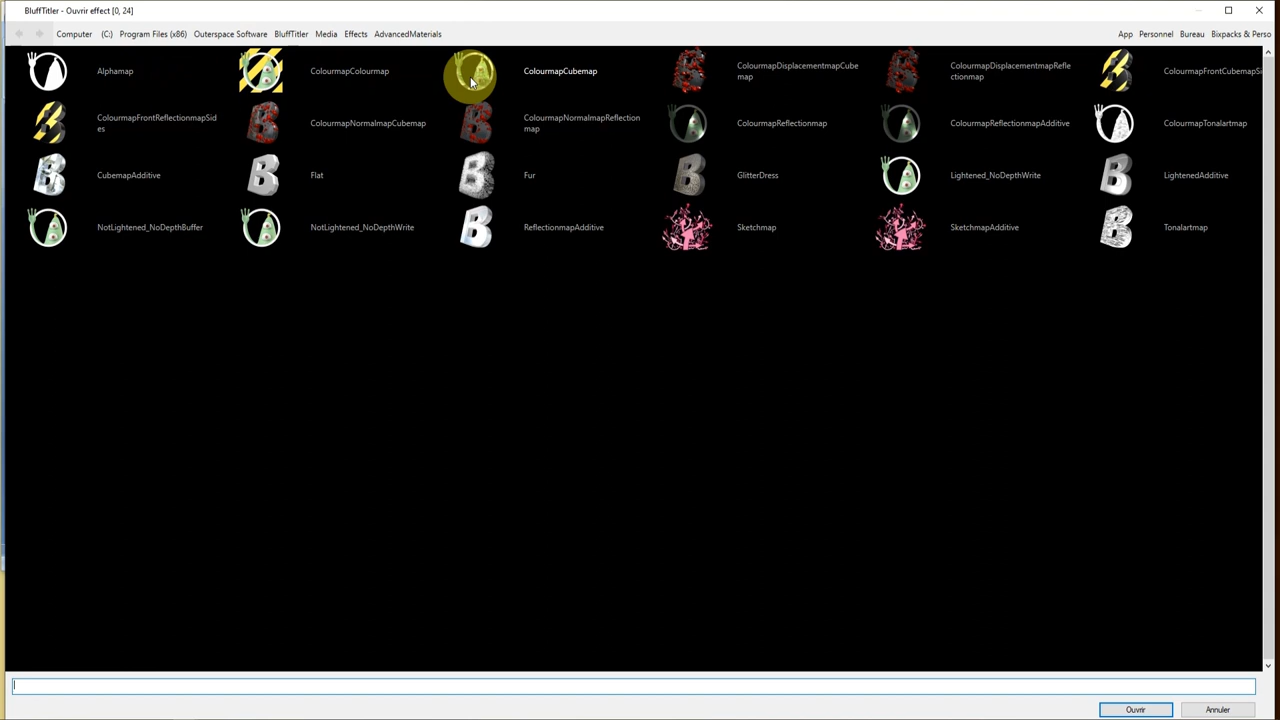 BluffTitler - Ouvrir effect [0, 24]
Computer (C:) Program Files (x86) Outerspace Software BluffTitler Media Effects AdvancedMaterials App Personnel Bureau Bixpacks & Perso
Alphamap
ColourmapColourmap
ColourmapCubemap
ColourmapDisplacementmapCube
map
ColourmapDisplacementmapRefle
ctionmap
ColourmapFrontCubemapSi
ColourmapFrontReflectionmapSid
es
ColourmapNormalmapCubemap
ColourmapNormalmapReflection
map
ColourmapReflectionmap
ColourmapReflectionmapAdditive
ColourmapTonalartmap
CubemapAdditive
Flat
Fur
GlitterDress
Lightened_NoDepthWrite
LightenedAdditive
NotLightened_NoDepthBuffer
NotLightened_NoDepthWrite
ReflectionmapAdditive
Sketchmap
SketchmapAdditive
Tonalartmap
Ouvrir
Annuler